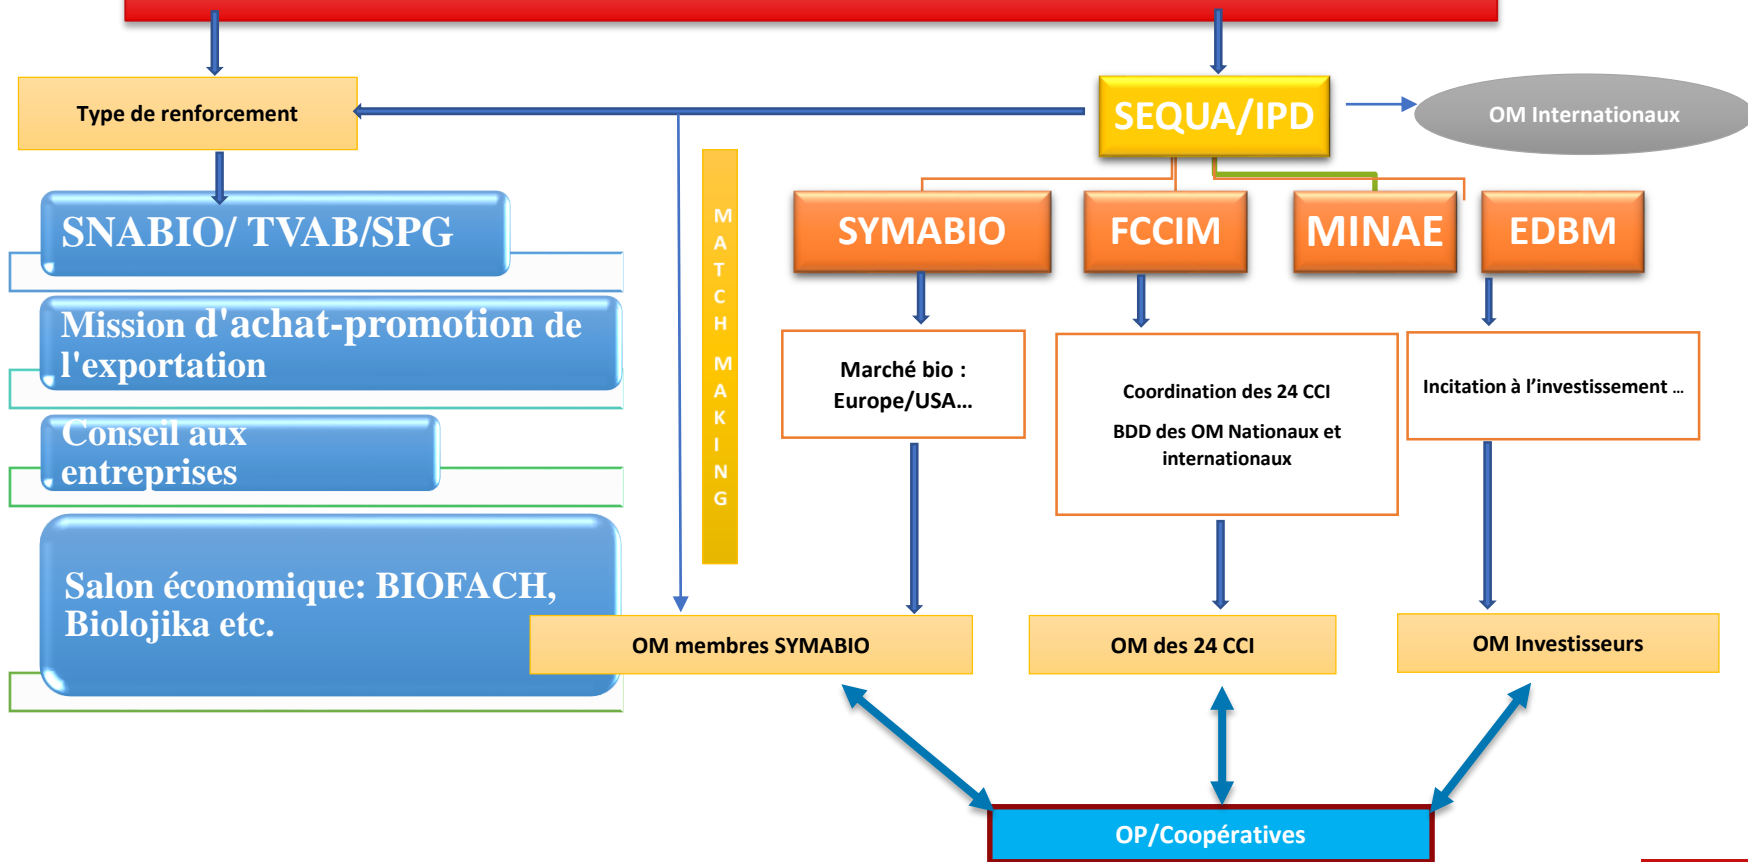 Type de renforcement
SEQUA/IPD
OM Internationaux
SNABIO/ TVAB/SPG
Mission d'achat-promotion de
l'exportation
Conseil aux
entreprises
Salon économique: BIOFACH,
Biolojika etc.
MATCH MAKING
SYMABIO
FCCIM
MINAE
EDBM
Marché bio :
Europe/USA...
Coordination des 24 CCI
BDD des OM Nationaux et
internationaux
Incitation à l’investissement ...
OM membres SYMABIO
OM des 24 CCI
OM Investisseurs
OP/Coopératives